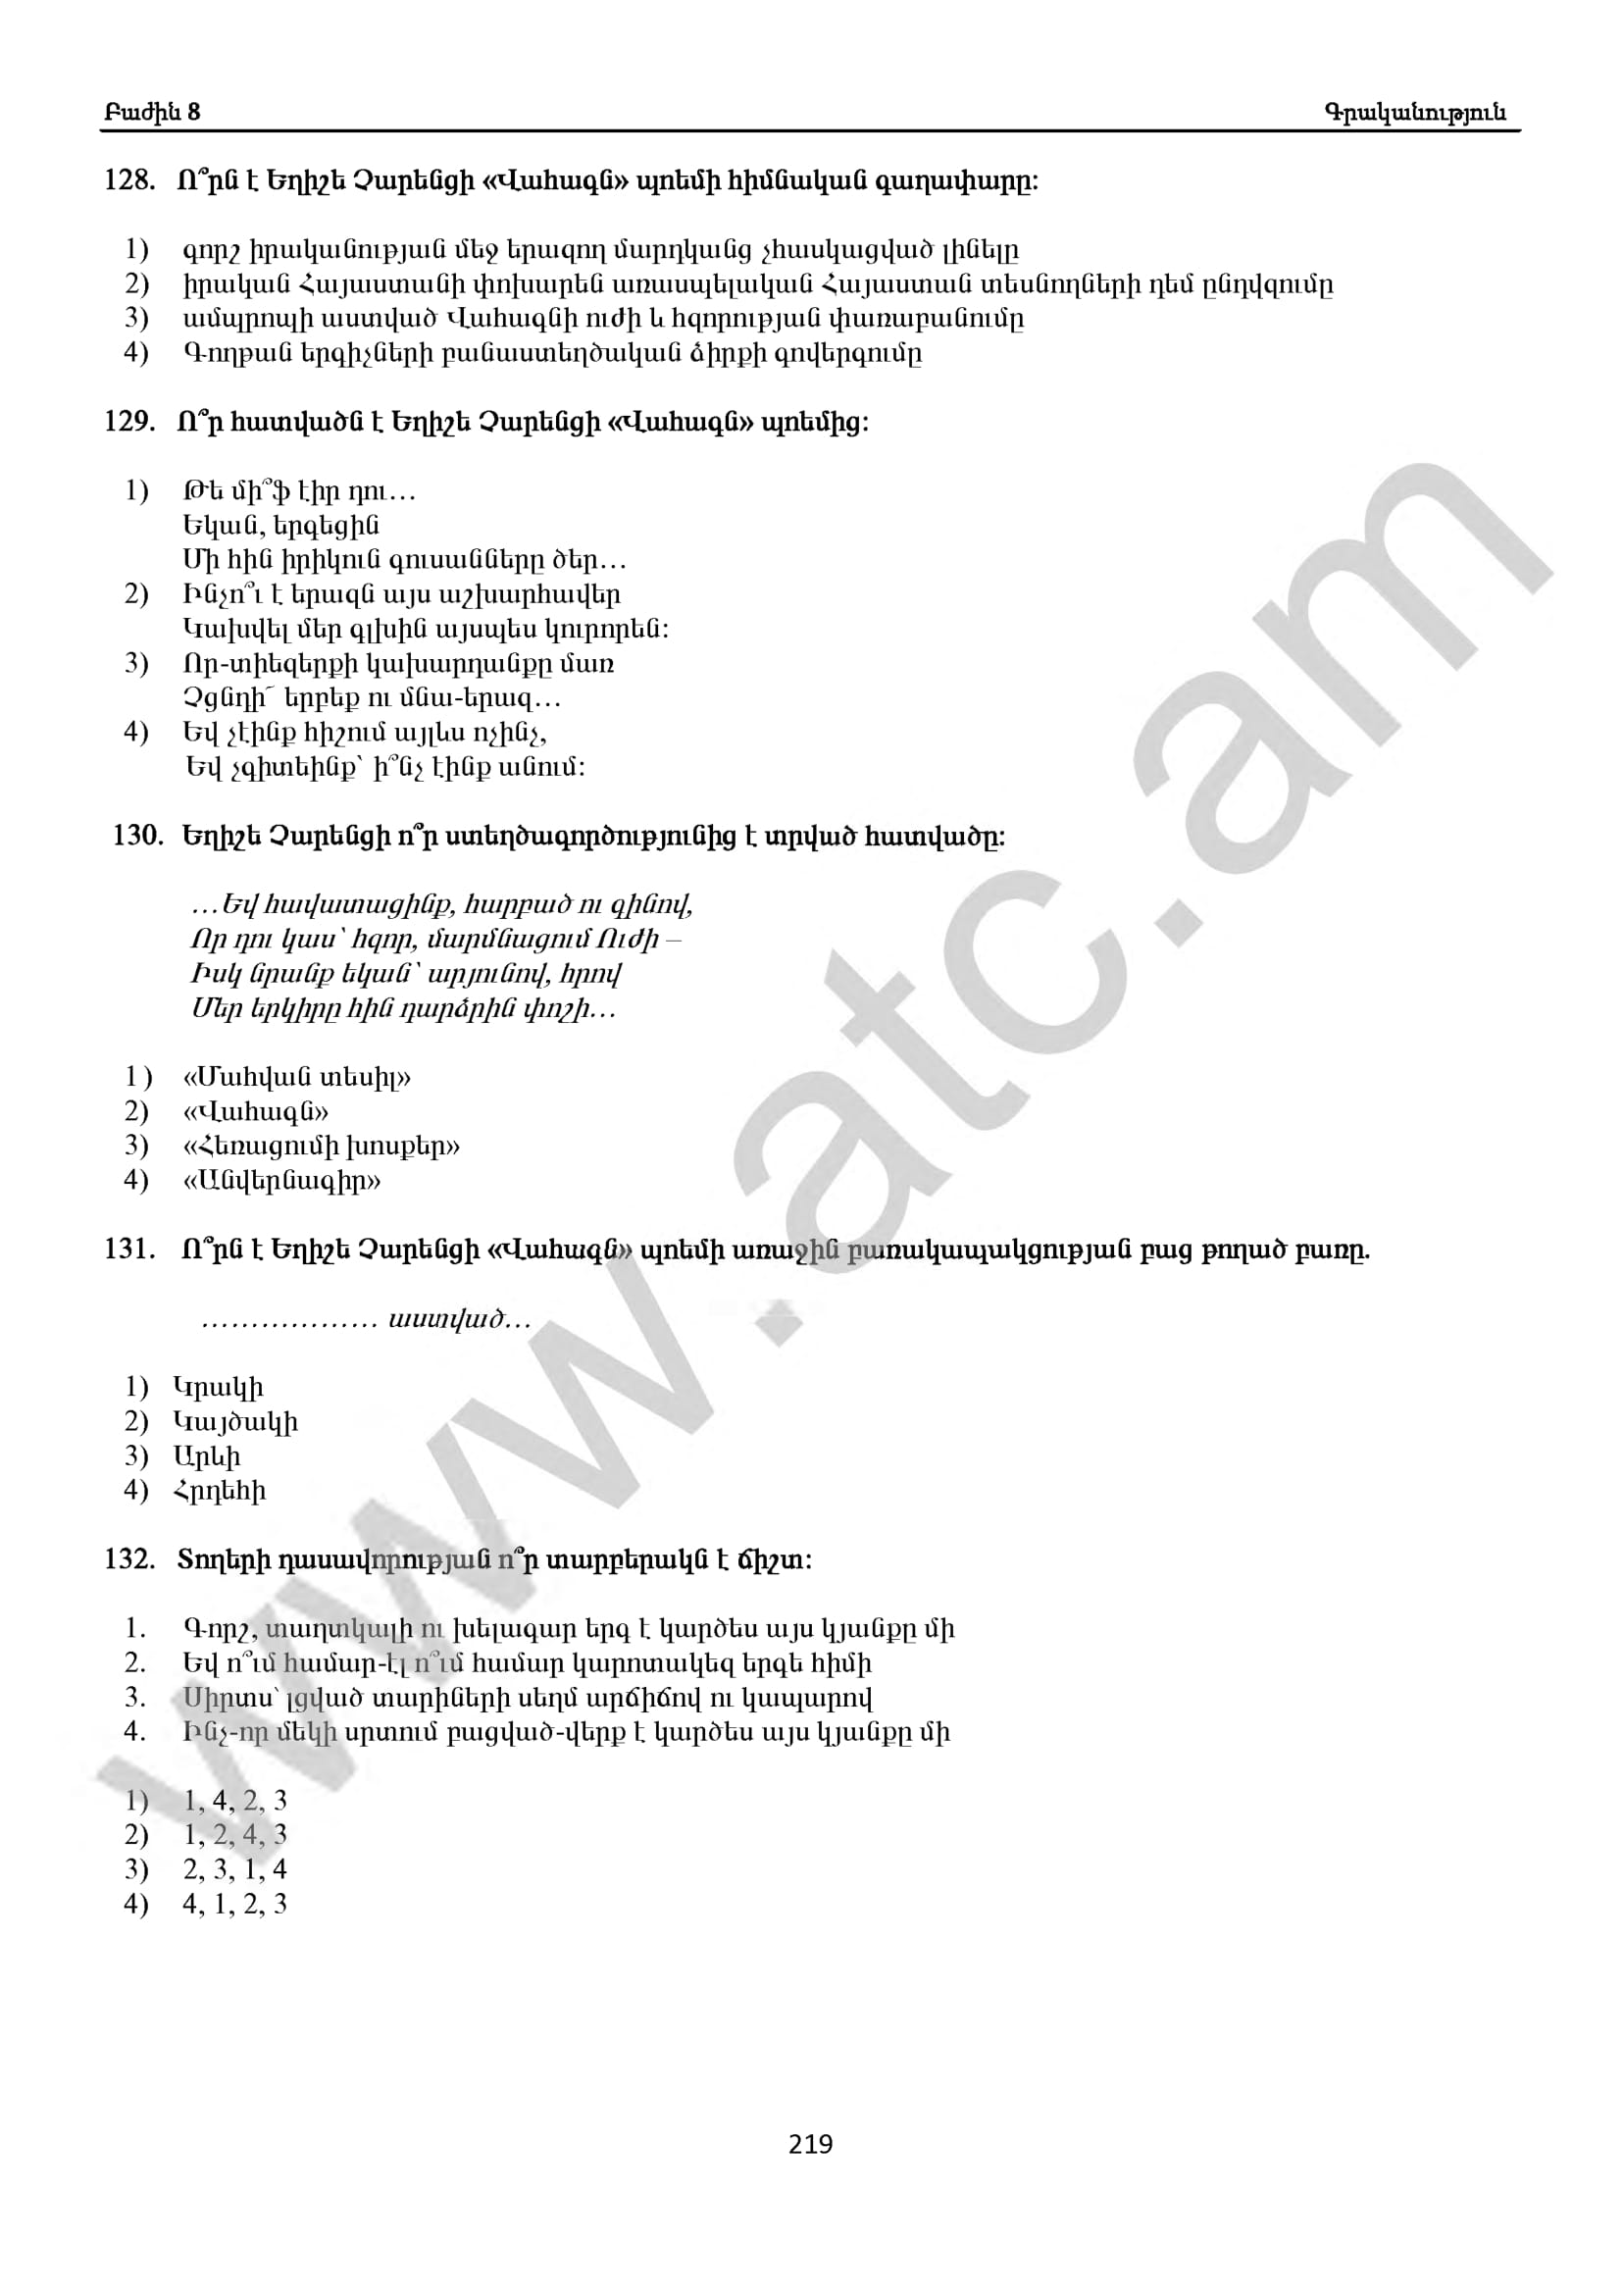 Բաժին 8 Գրականություն
128. Ո՞րն է Եղիշե Չարենցի «Վահագն» պոեմի հիմնական գաղափարը:
1) գորշ իրականության մեջ երազող մարդկանց չհասկացված լինելը
2) իրական Հայաստանի փոխարեն առասպելական Հայաստան տեսնողների դեմ ընդվզումը
3) ամպրոպի աստված Վահագնի ուժի և հզորության փառաբանումը
4) Գողթան երգիչների բանաստեղծական ձիրքի գովերգումը
129. Ո՞ր հատվածն է Եղիշե Չարենցի «Վահագն» պոեմից:
1) Թե մի՞ֆ էիր դու…
Եկան, երգեցին
Մի հին իրիկուն գուսանները ծեր…
2) Ինչո՞ւ է երազն այս աշխարհավեր
Կախվել մեր գլխին այսպես կուրորեն:
3) Որ-տիեզերքի կախարդանքը մառ
Չցնդի՜ երբեք ու մնա-երազ…
4) Եվ չէինք հիշում այլևս ոչինչ,
Եվ չգիտեինք՝ ի՞նչ էինք անում:
130. Եղիշե Չարենցի ո՞ր ստեղծագործությունից է տրված հատվածը:
…Եվ հավատացինք, հարբած ու գինով,
Որ դու կաս՝ հզոր, մարմնացում Ուժի –
Իսկ նրանք եկան՝ արյունով, հրով
Մեր երկիրը հին դարձրին փոշի…
1) «Մահվան տեսիլ»
2) «Վահագն»
3) «Հեռացումի խոսքեր»
4) «Անվերնագիր»
131. Ո՞րն է Եղիշե Չարենցի «Վահագն» պոեմի առաջին բառակապակցության բաց թողած բառը.
……………… աստված…
1) Կրակի
2) Կայծակի
3) Արևի
4) Հրդեհի
132. Տողերի դասավորության ո՞ր տարբերակն է ճիշտ:
1. Գորշ, տաղտկալի ու խելագար երգ է կարծես այս կյանքը մի
2. Եվ ո՞ւմ համար-էլ ո՞ւմ համար կարոտակեզ երգե հիմի
3. Սիրտս՝ լցված տարիների սեղմ արճիճով ու կապարով
4. Ինչ-որ մեկի սրտում բացված-վերք է կարծես այս կյանքը մի
1) 1, 4, 2, 3
2) 1, 2, 4, 3
3) 2, 3, 1, 4
4) 4, 1, 2, 3
www.atc.am
219